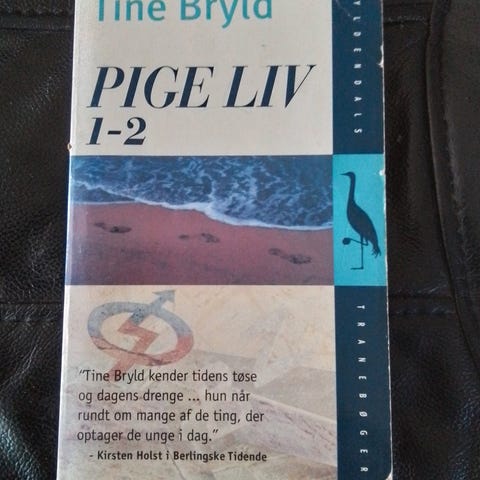 Tine Bryld
PIGE LIV
1-2
GYLDENDALS
TRANEBØGER
"Tine Bryld kender tidens tøse
og dagens drenge ... hun når
rundt om mange af de ting, der
optager de unge i dag."
- Kirsten Holst i Berlingske Tidende